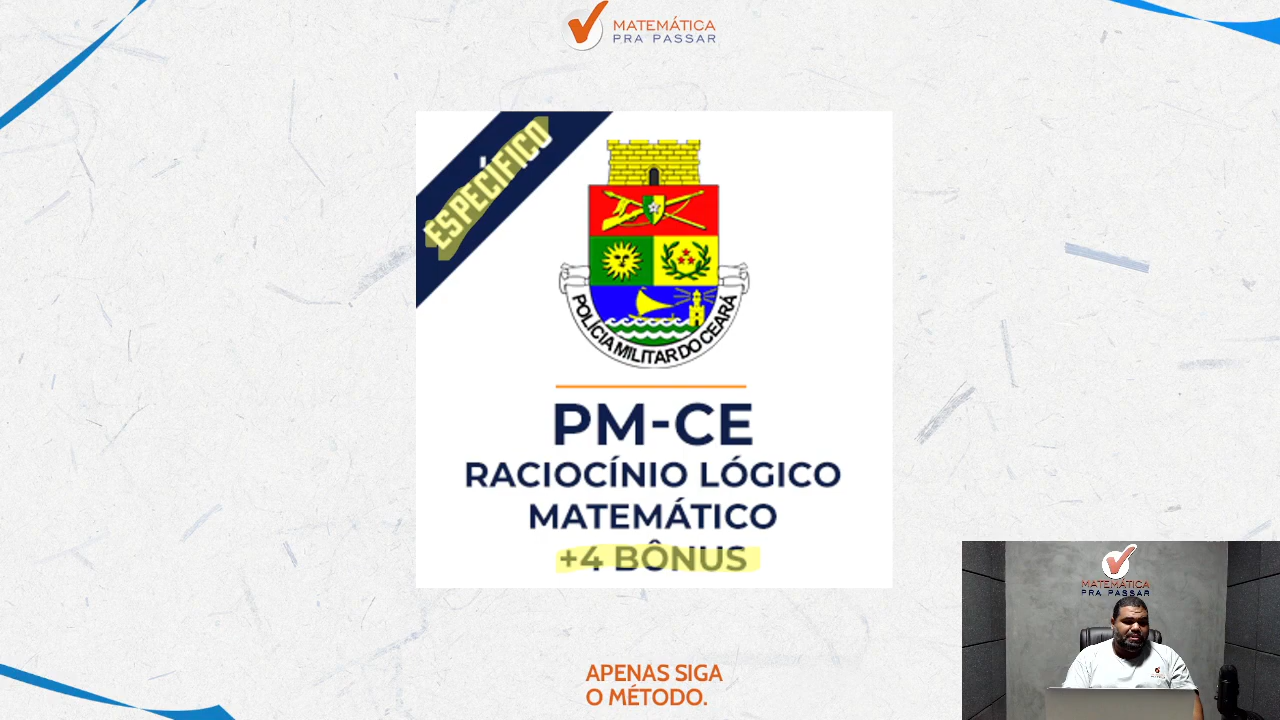 MATEMÁTICA
PRA PASSAR
ESPECÍFICO
POLÍCIA MILITAR DO CEARÁ
PM-CE
RACIOCÍNIO LÓGICO
MATEMÁTICO
+4 BÔNUS
APENAS SIGA
O MÉTODO.
MATEMÁTICA
PRA PASSAR